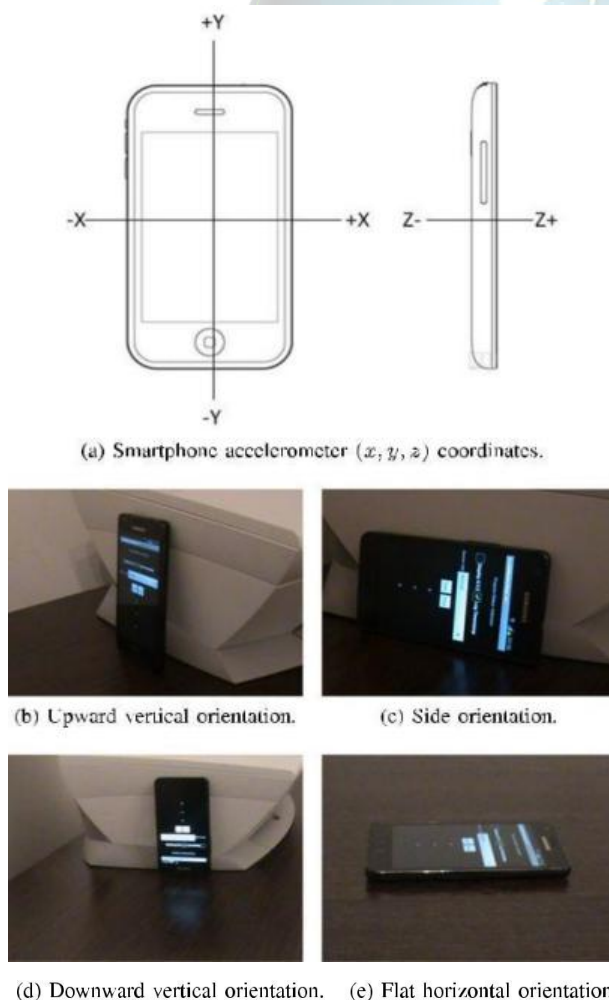 +Y
-X
+X
Z-
Z+
-Y
(a) Smartphone accelerometer (x, y, z) coordinates.
(b) Upward vertical orientation.
(c) Side orientation.
(d) Downward vertical orientation.
(e) Flat horizontal orientation